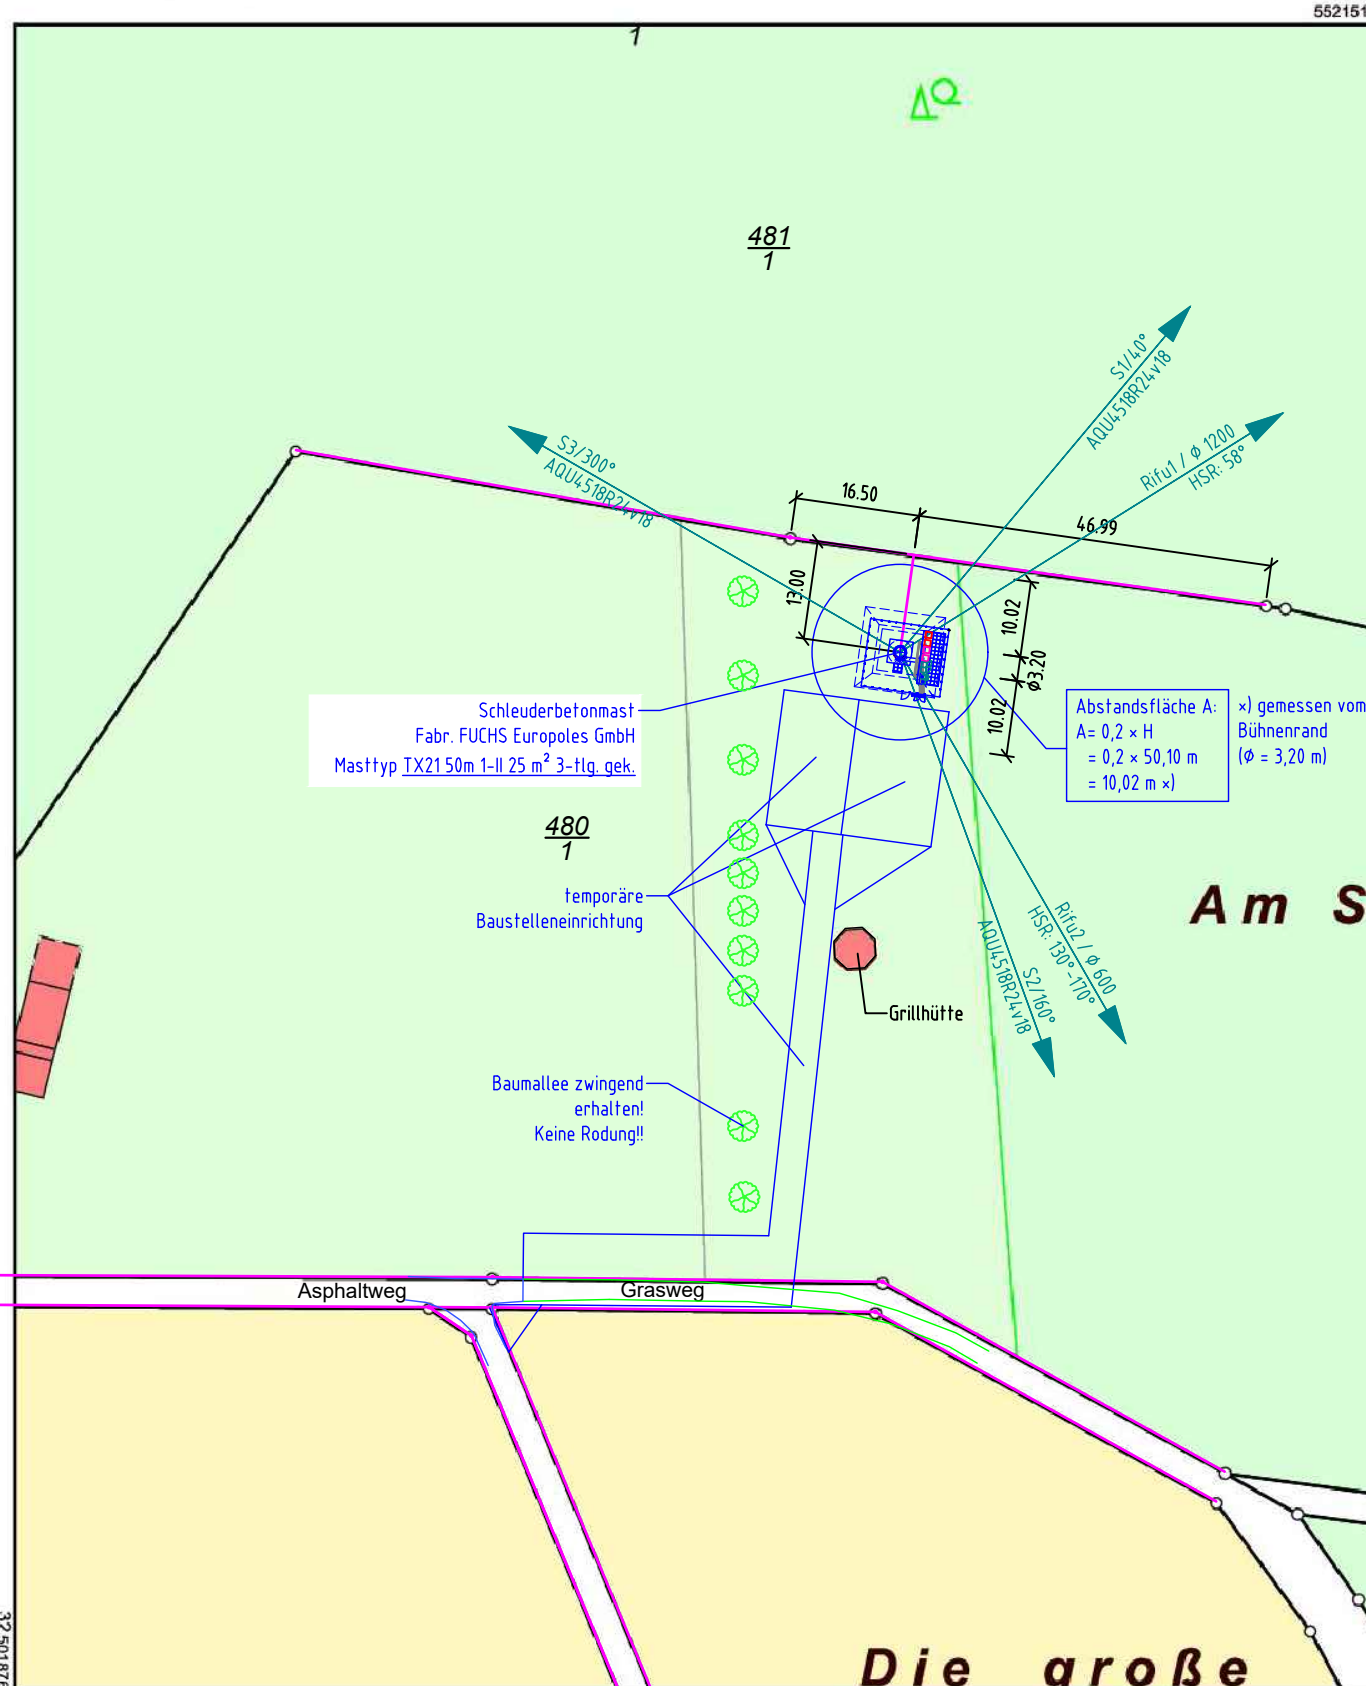 552151
1
481
1
S1/40°
AQU4518R24v18
Rifu1 / ϕ 1200
HSR: 58°
S3/300°
AQU4518R24v18
16.50
46.99
13.00
10.02
ϕ3.20
10.02
Schleuderbetonmast
Fabr. FUCHS Europoles GmbH
Masttyp TX21 50m 1-II 25 m² 3-tlg. gek.
Abstandsfläche A:
A= 0,2 × H
= 0,2 × 50,10 m
= 10,02 m ×)
×) gemessen vom
Bühnenrand
(ϕ = 3,20 m)
480
1
temporäre
Baustelleneinrichtung
Am S
Rifu2 / ϕ 600
HSR: 130°-170°
S2/160°
AQU4518R24v18
Grillhütte
Baumallee zwingend
erhalten!
Keine Rodung!!
Asphaltweg
Grasweg
Die große